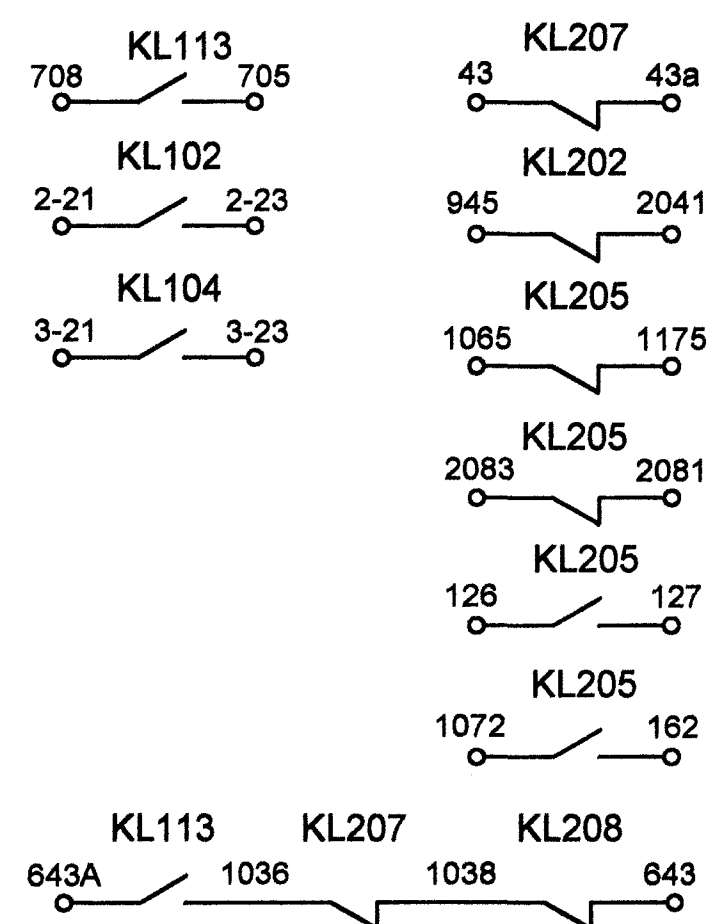 KL113
708 705
KL102
2-21 2-23
KL104
3-21 3-23
KL207
43 43a
KL202
945 2041
KL205
1065 1175
KL205
2083 2081
KL205
126 127
KL205
1072 162
KL113 KL207 KL208
643A 1036 1038 643